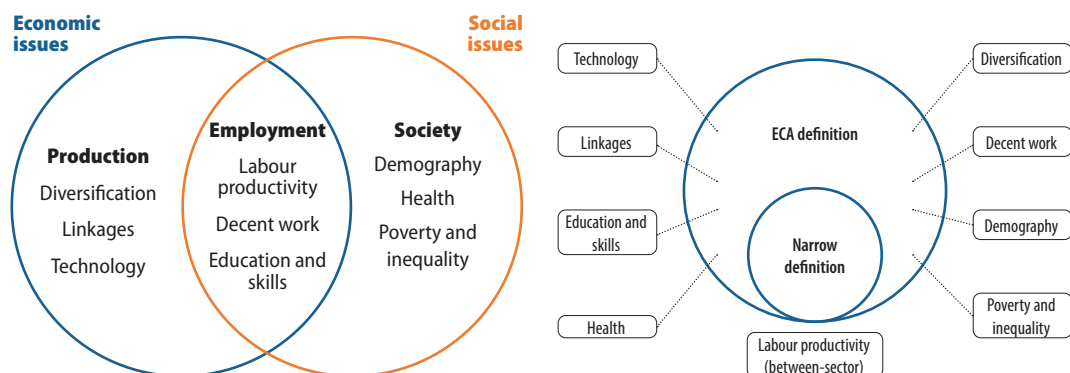 Economic
issues
Social
issues
Production
Diversification
Linkages
Technology
Employment
Labour
productivity
Decent work
Education and
skills
Society
Demography
Health
Poverty and
inequality
Technology
Linkages
Education and
skills
Health
ECA definition
Narrow
definition
Labour productivity
(between-sector)
Diversification
Decent work
Demography
Poverty and
inequality